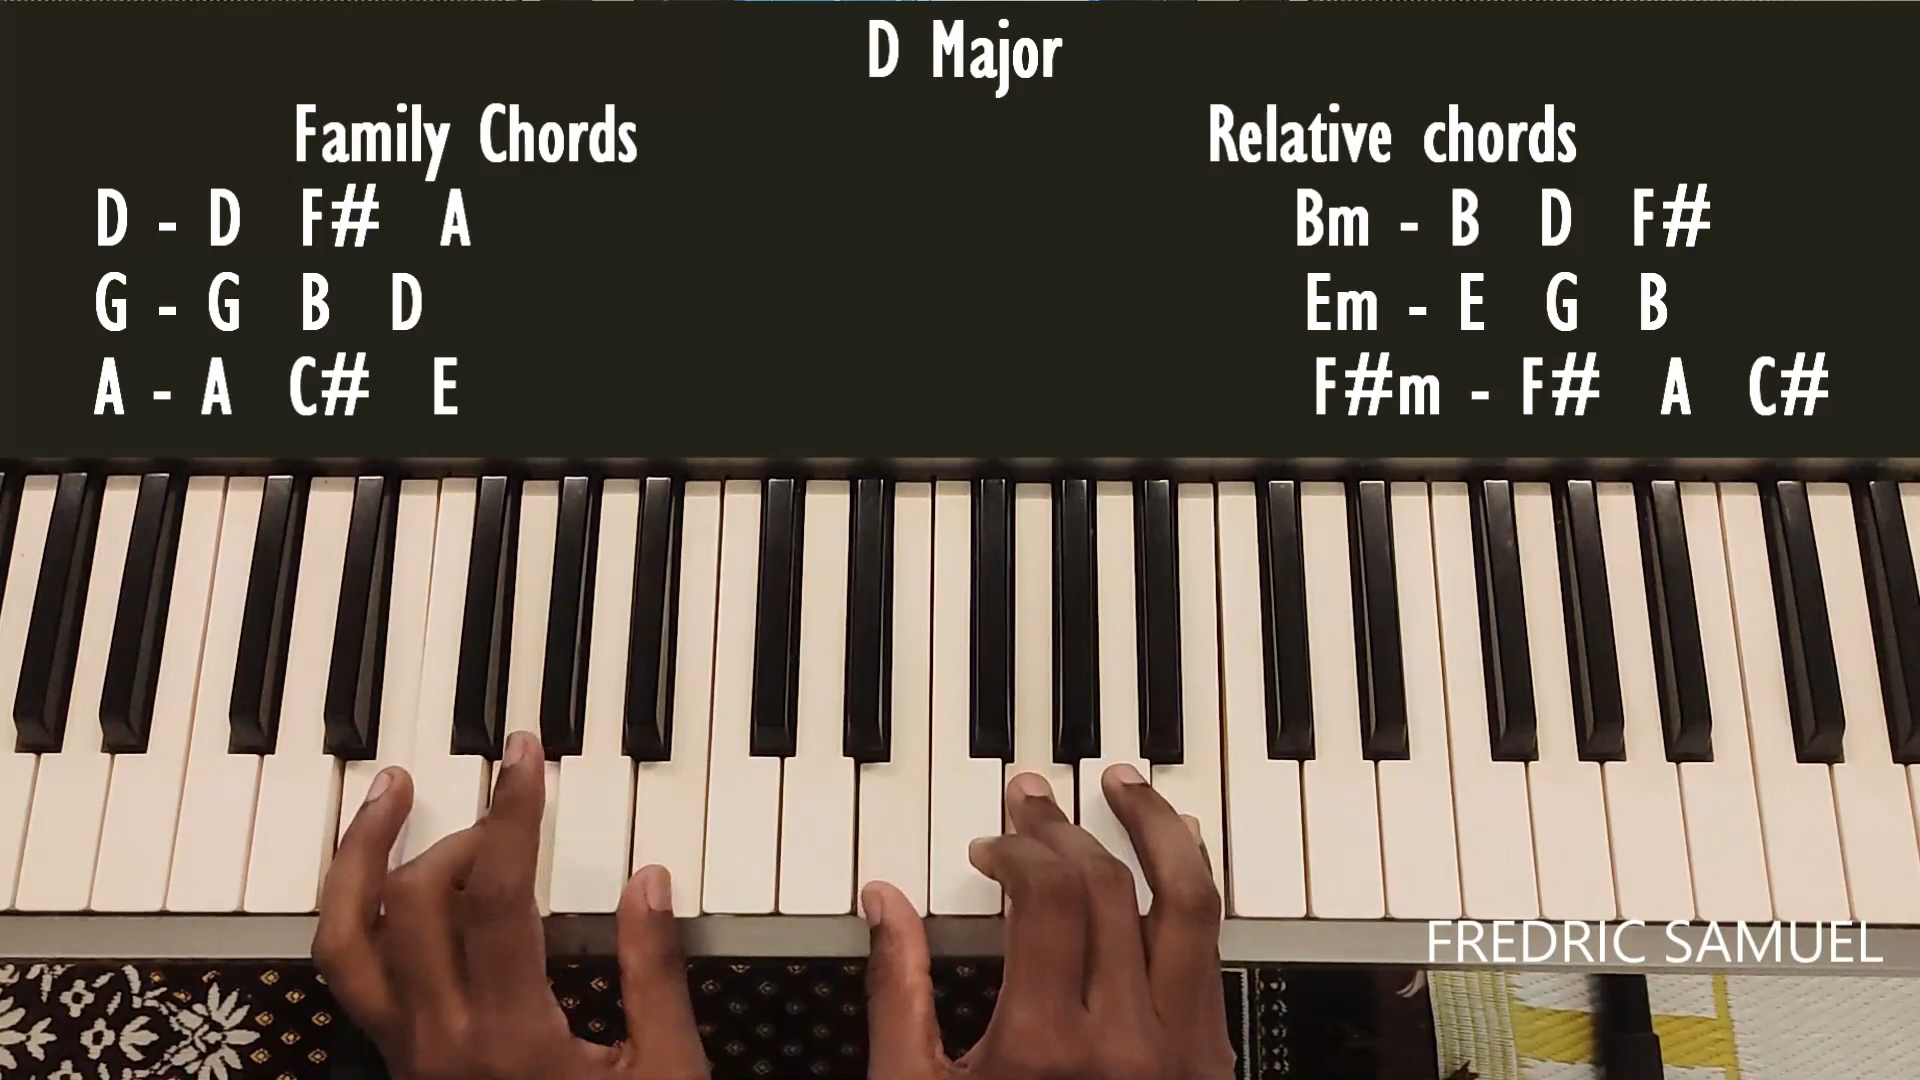 D Major
Family Chords
D - D F# A
G - G B D
A - A C# E
Relative chords
Bm - B D F#
Em - E G B
F#m - F# A C#
FREDRIC SAMUEL